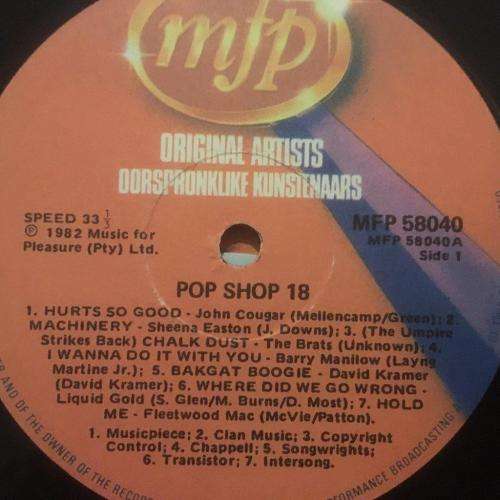 mfp
ORIGINAL ARTISTS
OORSPRONKLIKE KUNSTENAARS
SPEED 33 1/3
℗ 1982 Music for
Pleasure (Pty) Ltd.
MFP 58040
MFP 58040A
Side 1
POP SHOP 18
1. HURTS SO GOOD - John Cougar (Mellencamp/Green); 2.
MACHINERY - Sheena Easton (J. Downs); 3. (The Umpire
Strikes Back) CHALK DUST - The Brats (Unknown); 4.
I WANNA DO IT WITH YOU - Barry Manilow (Layng
Martine Jr.); 5. BAKGAT BOOGIE - David Kramer
(David Kramer); 6. WHERE DID WE GO WRONG -
Liquid Gold (S. Glen/M. Burns/D. Most); 7. HOLD
ME - Fleetwood Mac (McVie/Patton).
1. Musicpiece; 2. Clan Music; 3. Copyright
Control; 4. Chappell; 5. Songwrights;
6. Transistor; 7. Intersong.
AND OF THE OWNER OF THE RECOR
RFORMANCE BROADCASTING